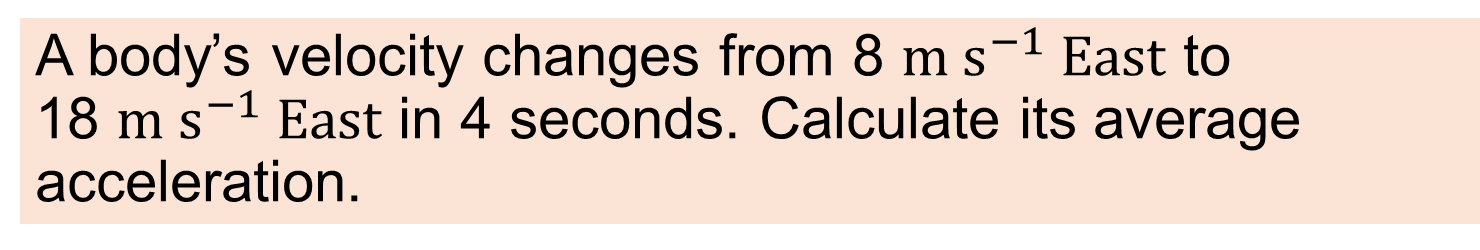 A body’s velocity changes from 8 m s⁻¹ East to
18 m s⁻¹ East in 4 seconds. Calculate its average
acceleration.